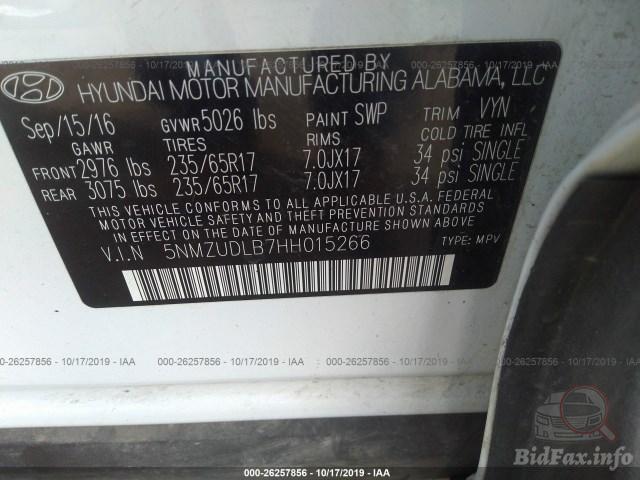 000-26257856 - 10/17/2019 - IAA
MANUFACTURED BY
HYUNDAI MOTOR MANUFACTURING ALABAMA, LLC
Sep/15/16 GVWR 5026 lbs PAINT SWP TRIM VYN
GAWR TIRES RIMS COLD TIRE INFL
FRONT 2976 lbs 235/65R17 7.0JX17 34 psi SINGLE
REAR 3075 lbs 235/65R17 7.0JX17 34 psi SINGLE
THIS VEHICLE CONFORMS TO ALL APPLICABLE U.S.A FEDERAL
MOTOR VEHICLE SAFETY AND THEFT PREVENTION STANDARDS
IN EFFECT ON THE DATE OF MANUFACTURE SHOWN ABOVE.
V.I.N 5NMZUDLB7HH015266 TYPE: MPV
000-26257856 - 10/17/2019 - IAA 000-26257856 - 10/17/2019 - IAA 000-26257856 - 10/17/2019 - IAA
000-26257856 - 10/17/2019 - IAA
BidFax.info